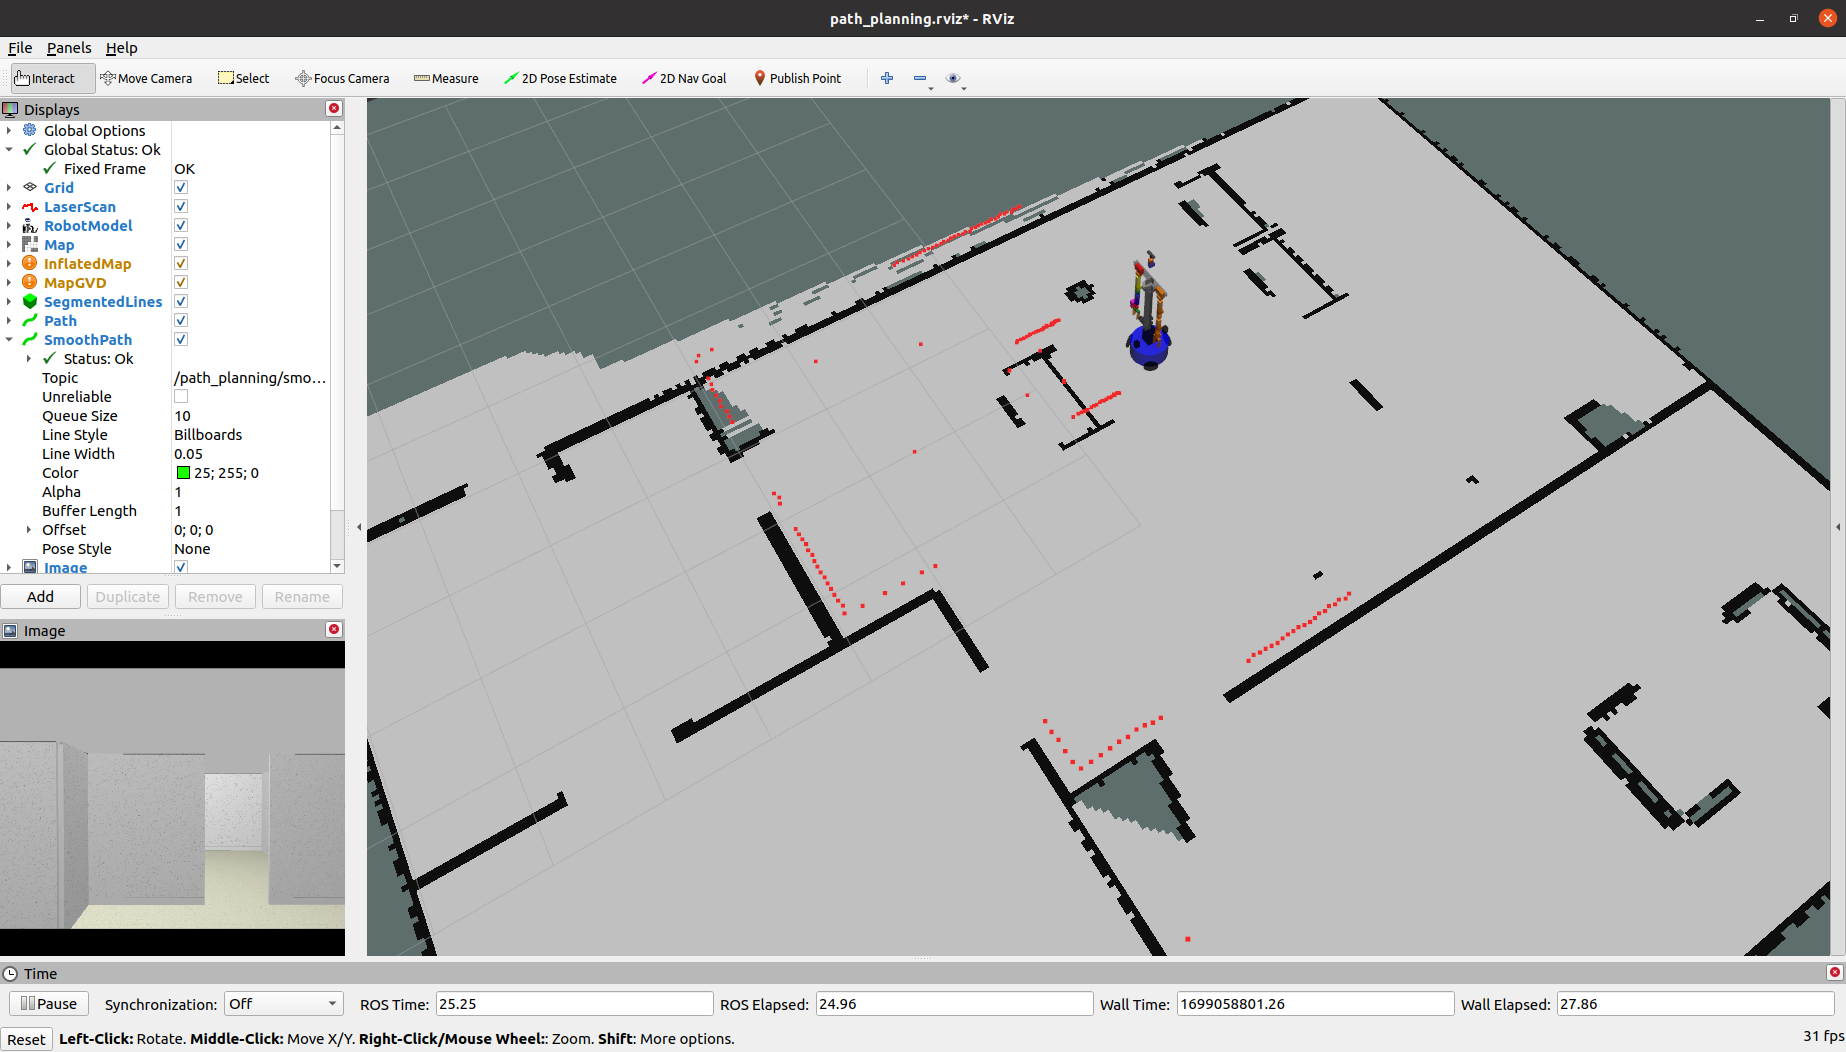 path_planning.rviz* - RViz
File Panels Help
Interact Move Camera Select Focus Camera Measure 2D Pose Estimate 2D Nav Goal Publish Point
Displays
Global Options
Global Status: Ok
Fixed Frame OK
Grid
LaserScan
RobotModel
Map
InflatedMap
MapGVD
SegmentedLines
Path
SmoothPath
Status: Ok
Topic /path_planning/smo...
Unreliable
Queue Size 10
Line Style Billboards
Line Width 0.05
Color 25; 255; 0
Alpha 1
Buffer Length 1
Offset 0; 0; 0
Pose Style None
Image
Add Duplicate Remove Rename
Image
Time
Pause Synchronization: Off ROS Time: 25.25 ROS Elapsed: 24.96 Wall Time: 1699058801.26 Wall Elapsed: 27.86
Reset Left-Click: Rotate. Middle-Click: Move X/Y. Right-Click/Mouse Wheel:: Zoom. Shift: More options. 31 fps